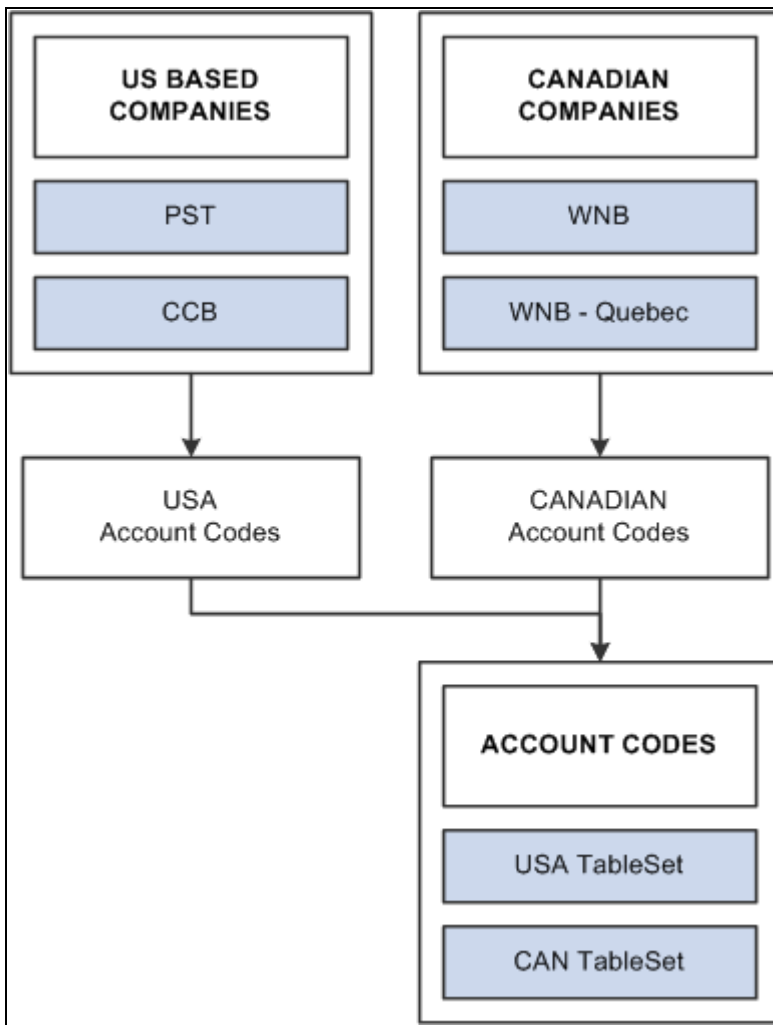 US BASED
COMPANIES
PST
CCB
CANADIAN
COMPANIES
WNB
WNB - Quebec
USA
Account Codes
CANADIAN
Account Codes
ACCOUNT CODES
USA TableSet
CAN TableSet